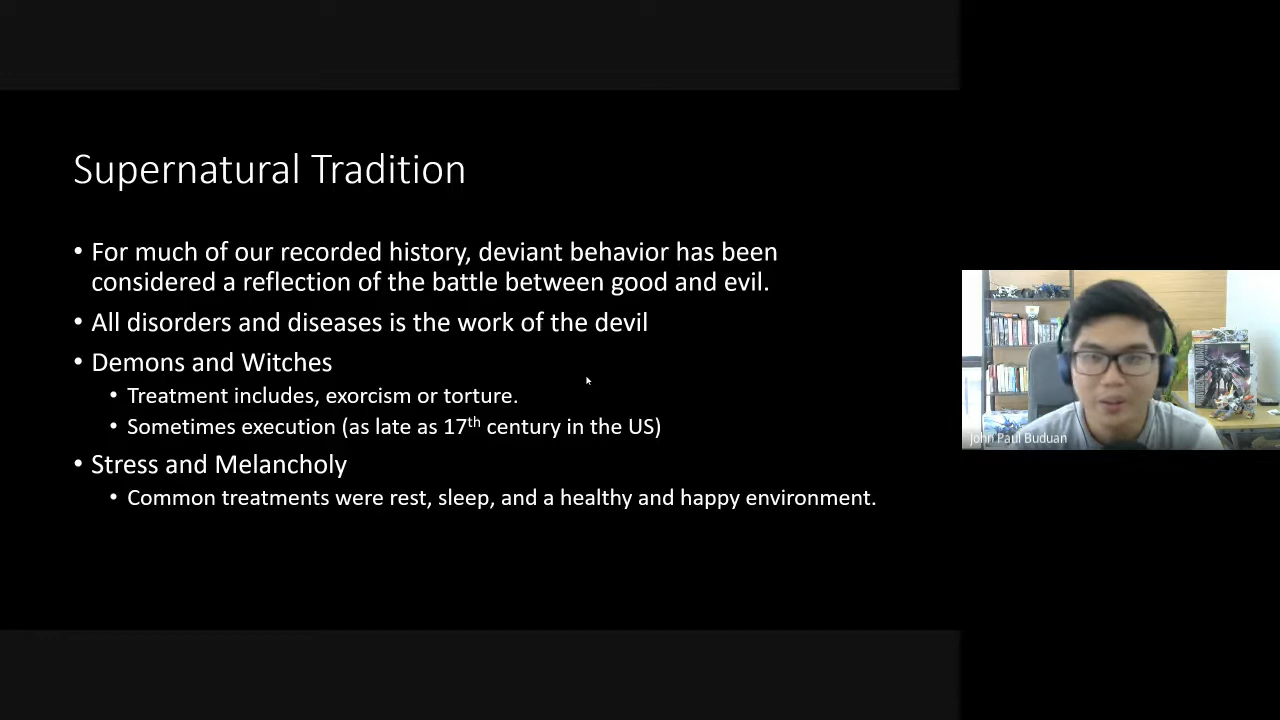 Supernatural Tradition
• For much of our recorded history, deviant behavior has been
considered a reflection of the battle between good and evil.
• All disorders and diseases is the work of the devil
• Demons and Witches
• Treatment includes, exorcism or torture.
• Sometimes execution (as late as 17th century in the US)
• Stress and Melancholy
• Common treatments were rest, sleep, and a healthy and happy environment.
John Paul Buduan